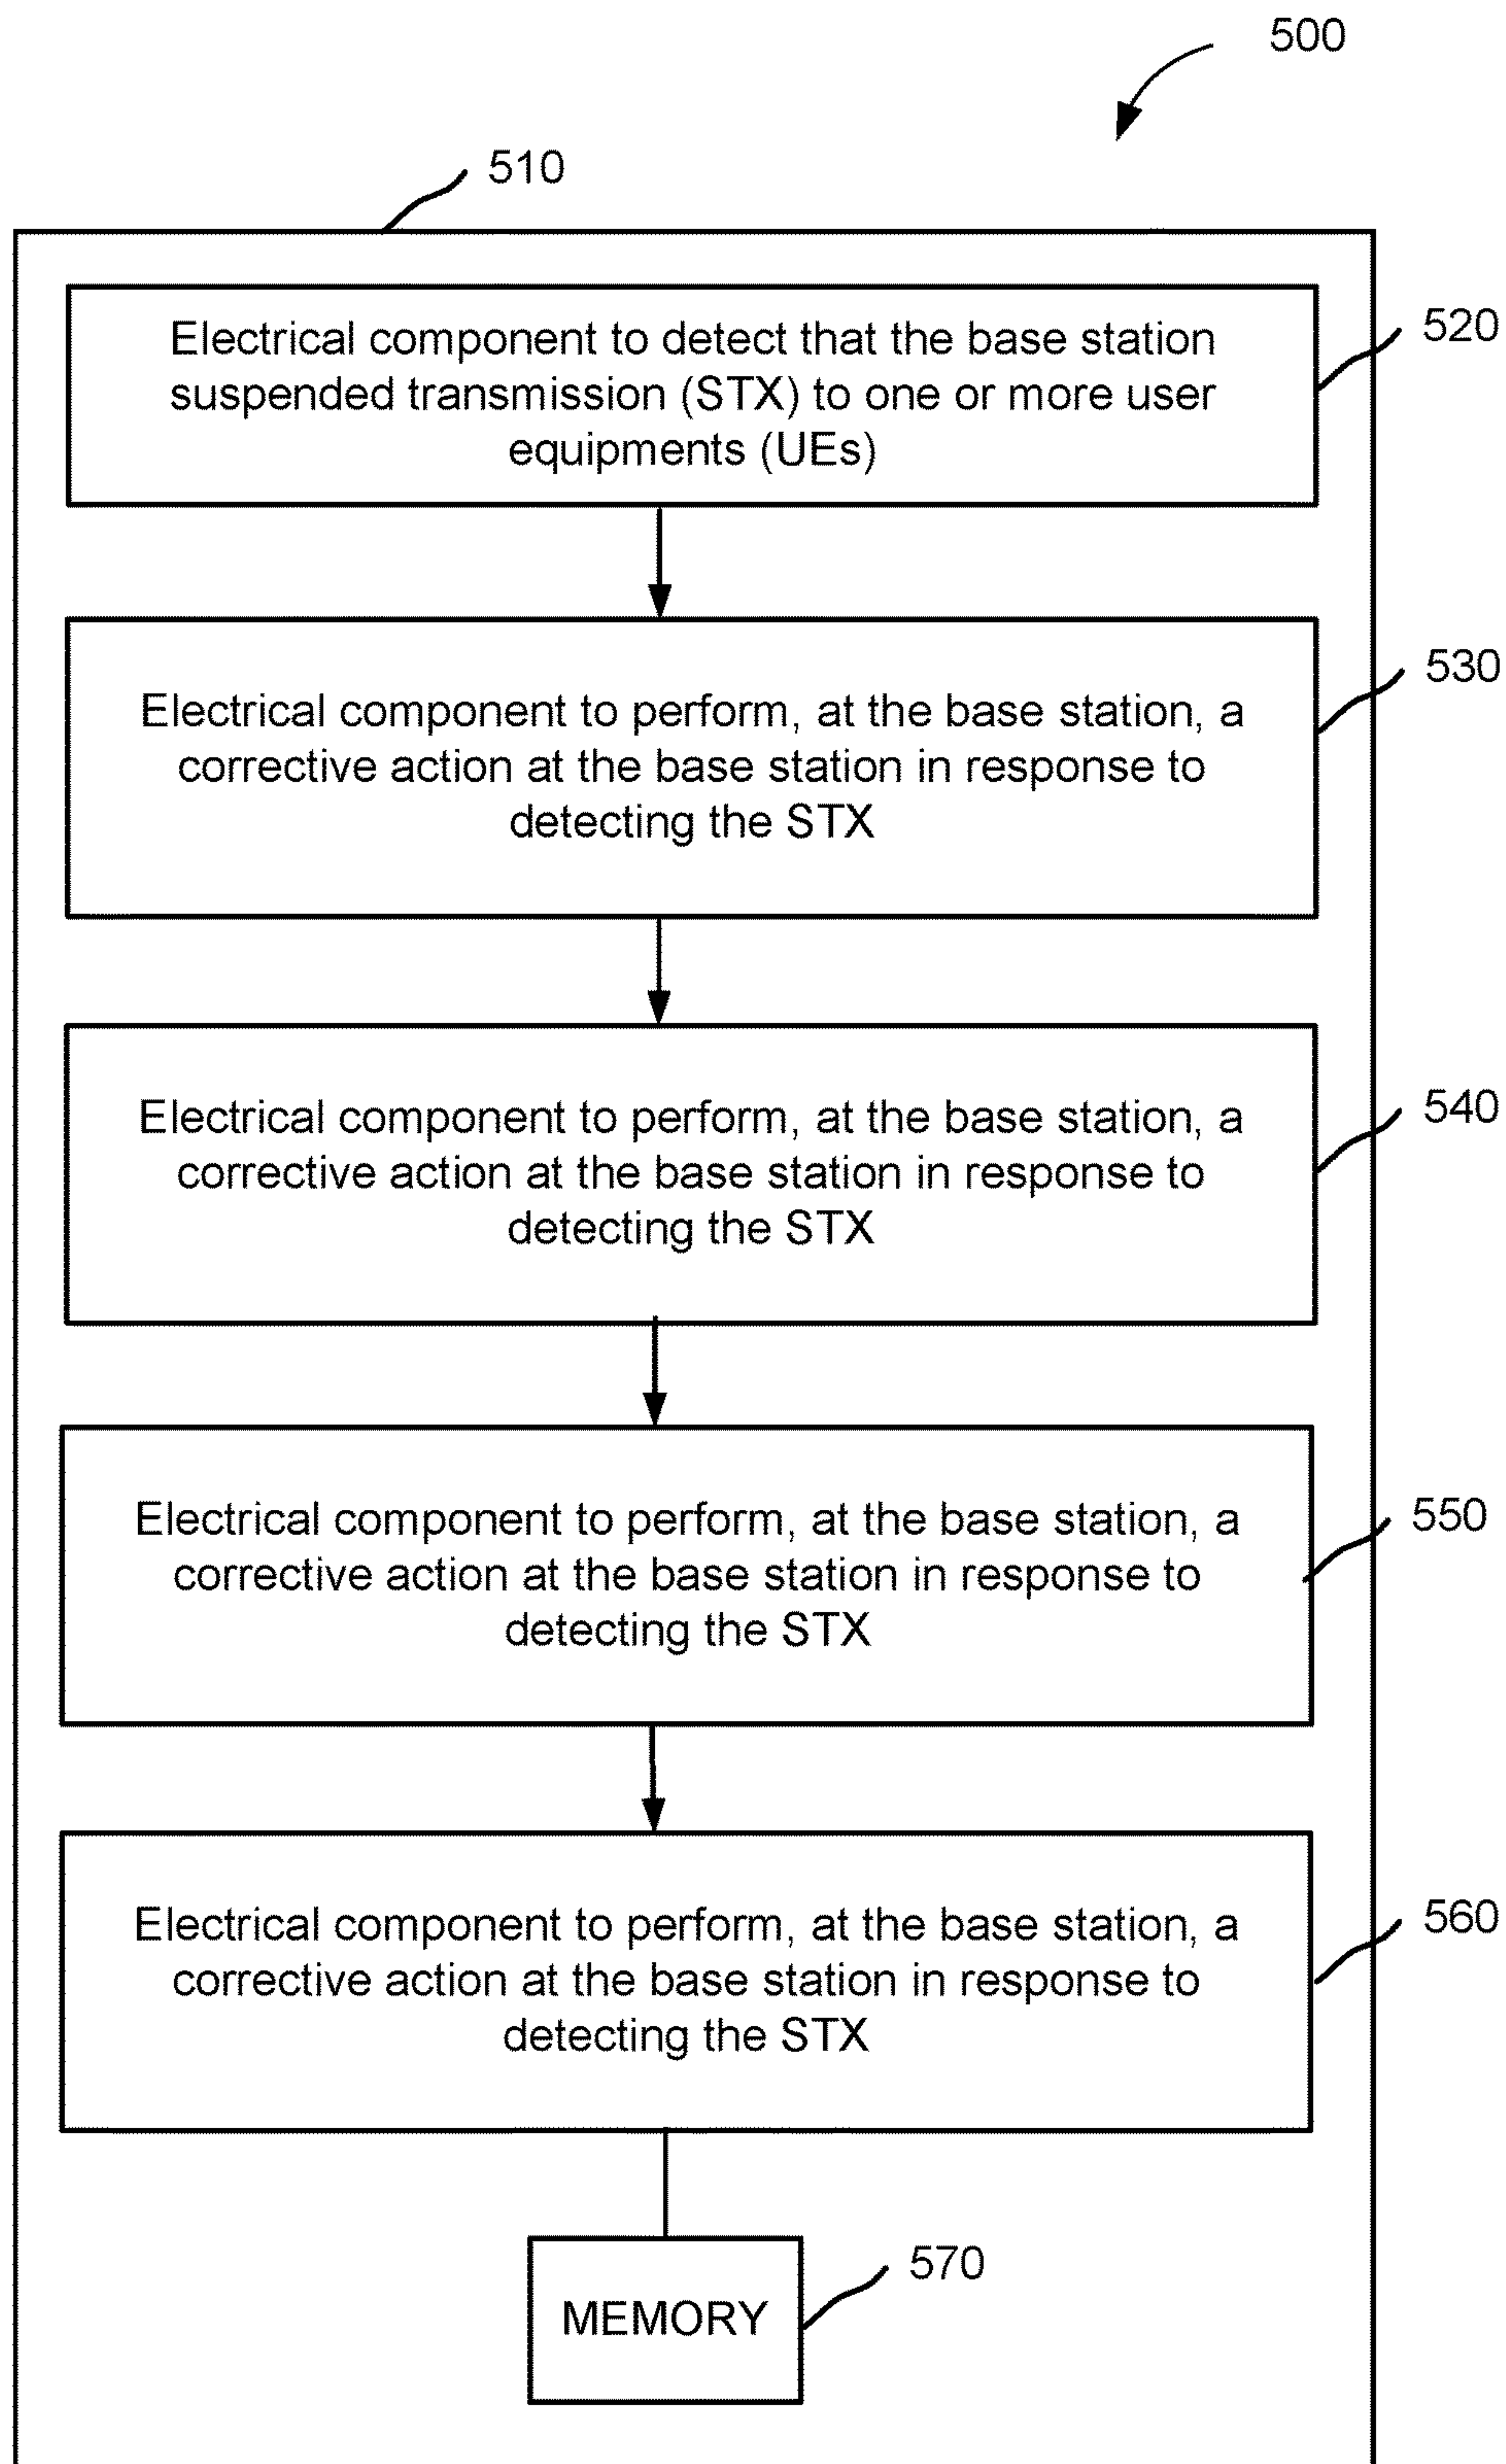 500
510
Electrical component to detect that the base station
suspended transmission (STX) to one or more user
equipments (UEs)
520
Electrical component to perform, at the base station, a
corrective action at the base station in response to
detecting the STX
530
Electrical component to perform, at the base station, a
corrective action at the base station in response to
detecting the STX
540
Electrical component to perform, at the base station, a
corrective action at the base station in response to
detecting the STX
550
Electrical component to perform, at the base station, a
corrective action at the base station in response to
detecting the STX
560
MEMORY
570